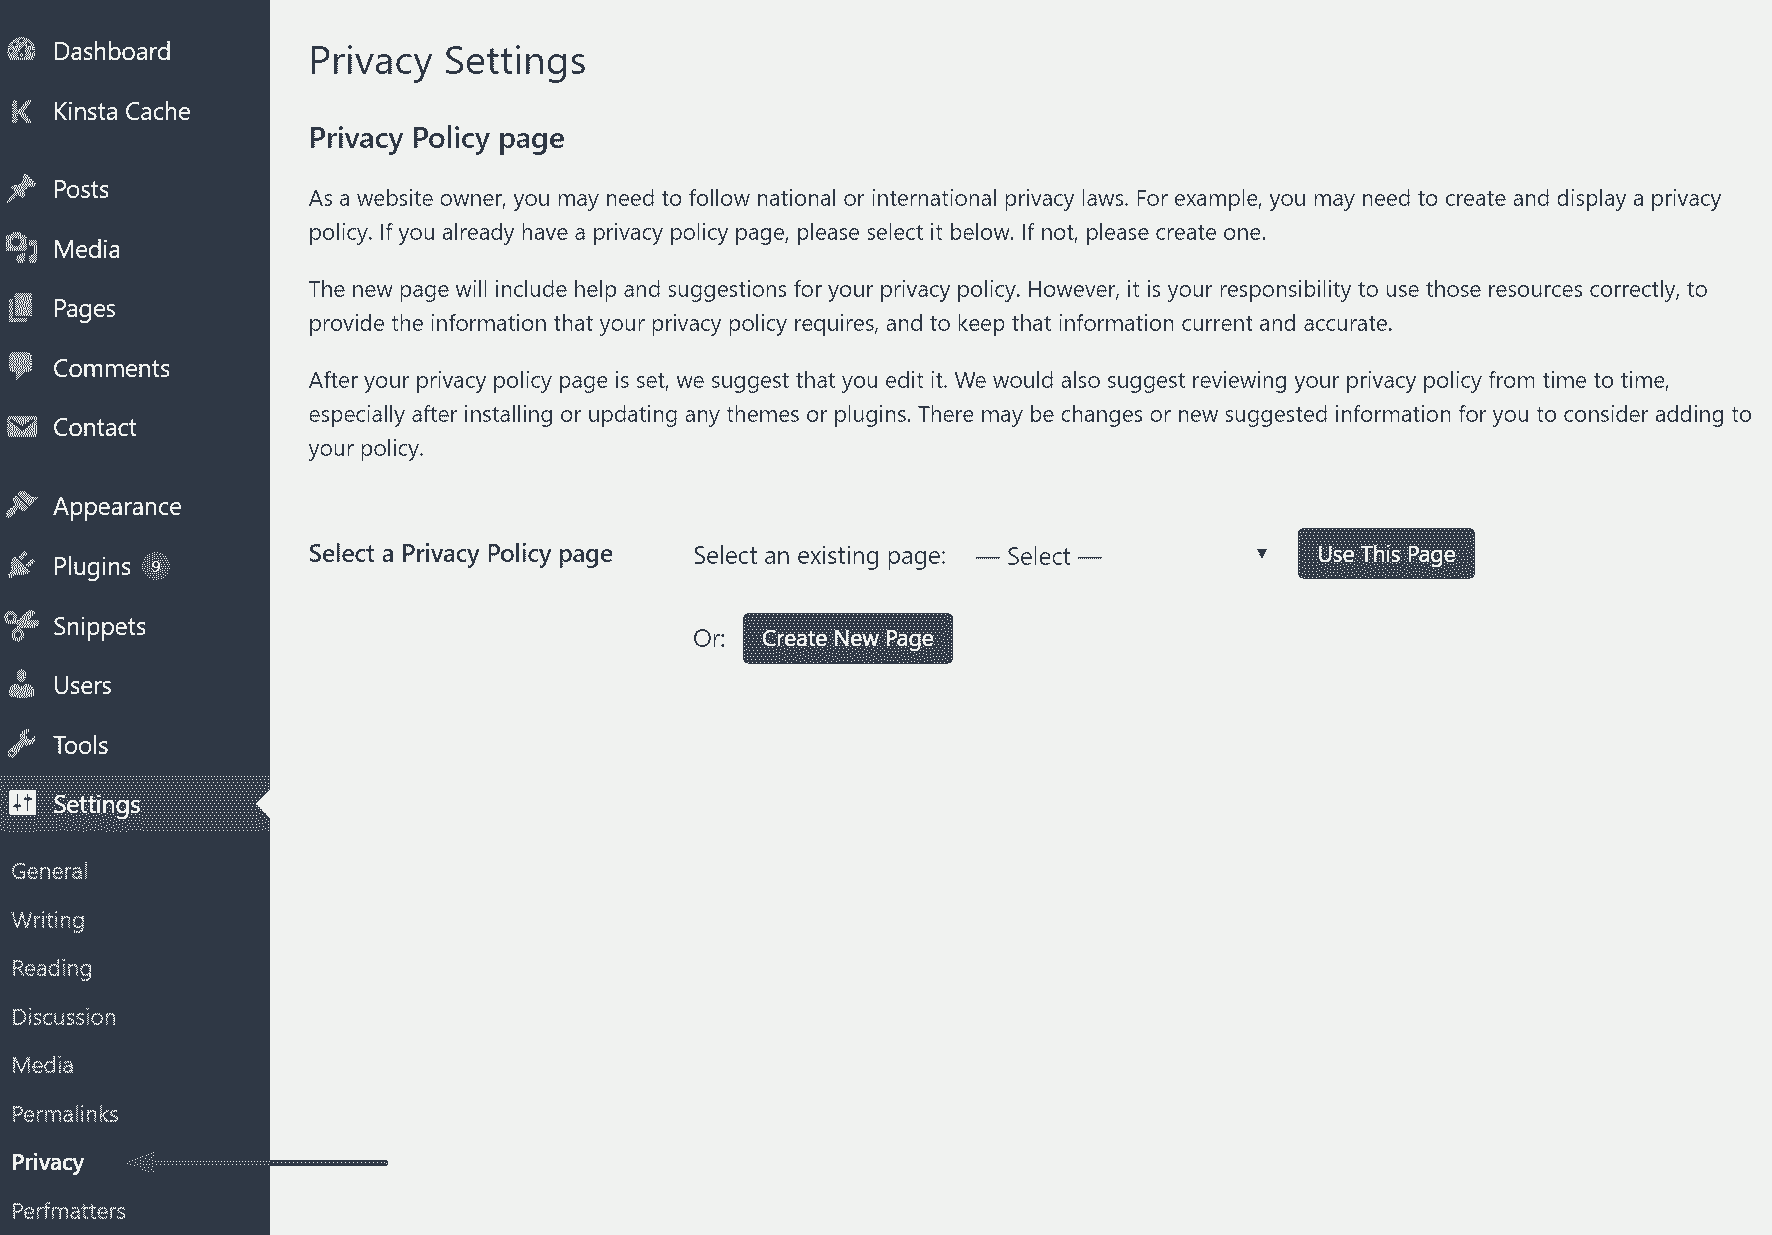 Dashboard
Kinsta Cache
Posts
Media
Pages
Comments
Contact
Appearance
Plugins 9
Snippets
Users
Tools
Settings
General
Writing
Reading
Discussion
Media
Permalinks
Privacy
Perfmatters
Privacy Settings
Privacy Policy page
As a website owner, you may need to follow national or international privacy laws. For example, you may need to create and display a privacy
policy. If you already have a privacy policy page, please select it below. If not, please create one.
The new page will include help and suggestions for your privacy policy. However, it is your responsibility to use those resources correctly, to
provide the information that your privacy policy requires, and to keep that information current and accurate.
After your privacy policy page is set, we suggest that you edit it. We would also suggest reviewing your privacy policy from time to time,
especially after installing or updating any themes or plugins. There may be changes or new suggested information for you to consider adding to
your policy.
Select a Privacy Policy page
Select an existing page: — Select — Use This Page
Or: Create New Page